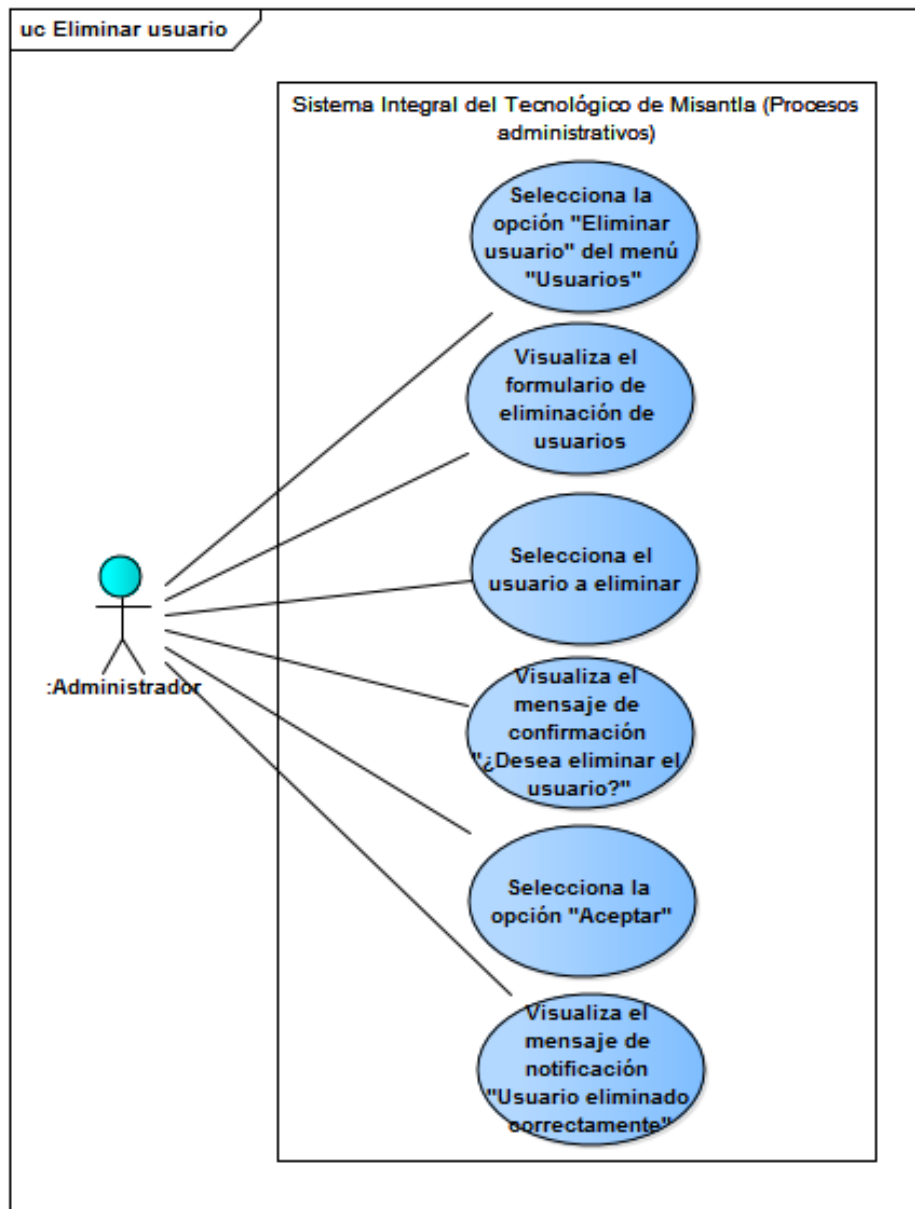 uc Eliminar usuario
Sistema Integral del Tecnológico de Misantla (Procesos
administrativos)
Selecciona la
opción "Eliminar
usuario" del menú
"Usuarios"
Visualiza el
formulario de
eliminación de
usuarios
Selecciona el
usuario a eliminar
:Administrador
Visualiza el
mensaje de
confirmación
"¿Desea eliminar el
usuario?"
Selecciona la
opción "Aceptar"
Visualiza el
mensaje de
notificación
"Usuario eliminado
correctamente"